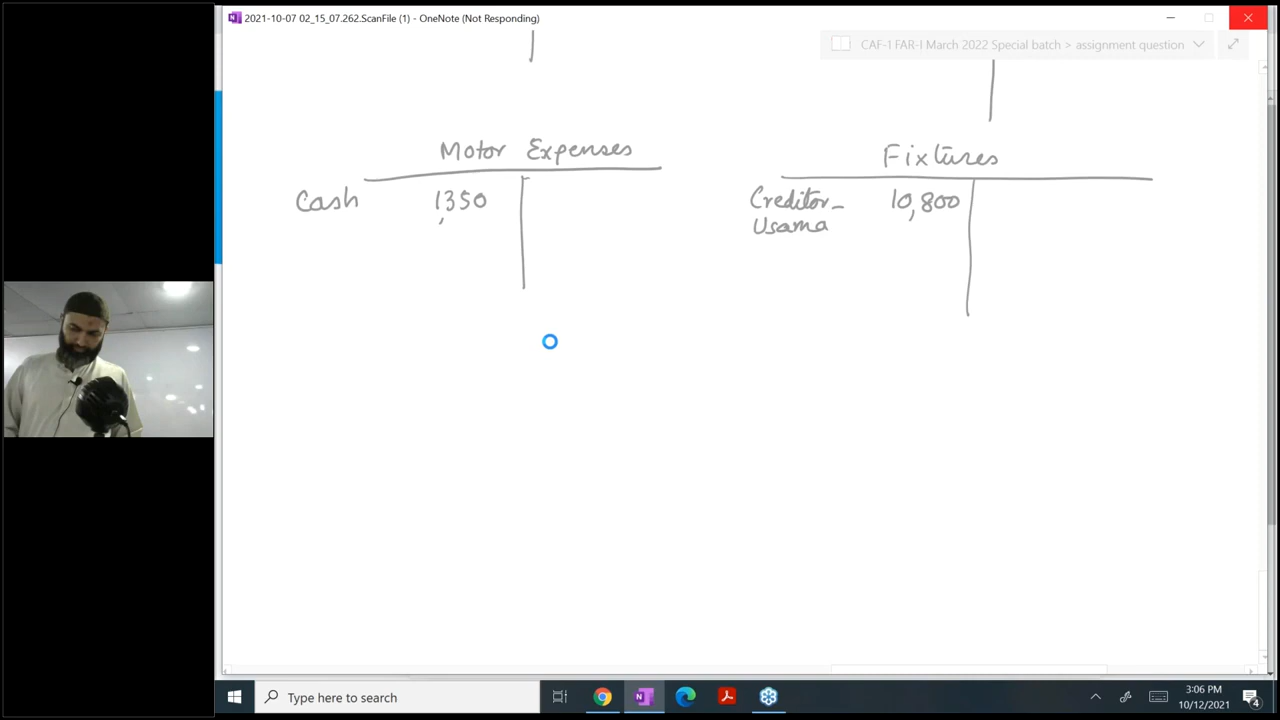 2021-10-07 02_15_07.262.ScanFile (1) - OneNote (Not Responding)
CAF-1 FAR-I March 2022 Special batch > assignment question
Motor Expenses
Cash 1350
Fixtures
Creditor- 10,800
Usama
Type here to search
3:06 PM
10/12/2021
4